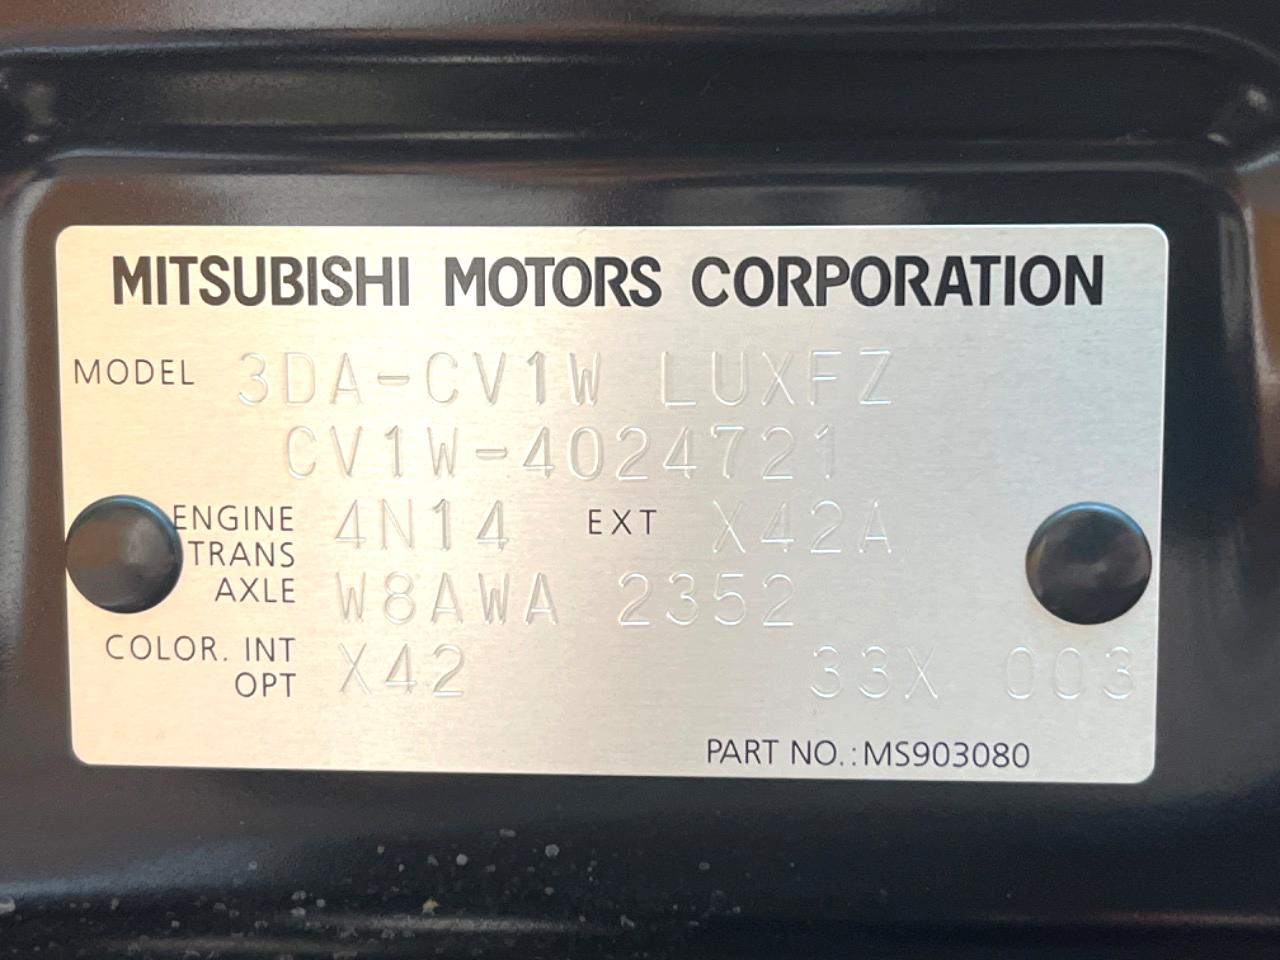 MITSUBISHI MOTORS CORPORATION
MODEL 3DA-CV1W LUXFZ
CV1W-4024721
ENGINE 4N14 EXT X42A
TRANS
AXLE W8AWA 2352
COLOR. INT
OPT X42 33X 003
PART NO.:MS903080